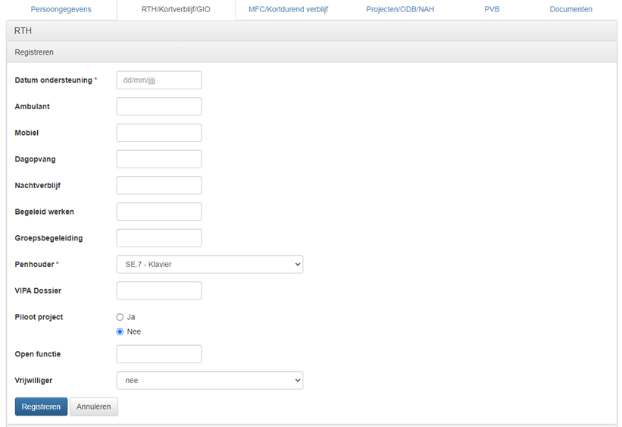 Persoongegevens RTH/Kortverblijf/GIO MFC/Kortdurend verblijf Projecten/ODB/NAH PVB Documenten
RTH
Registreren
Datum ondersteuning * dd/mm/jjjj
Ambulant
Mobiel
Dagopvang
Nachtverblijf
Begeleid werken
Groepsbegeleiding
Penhouder * SE.7 - Klavier
VIPA Dossier
Piloot project Ja
Nee
Open functie
Vrijwilliger nee
Registreren Annuleren